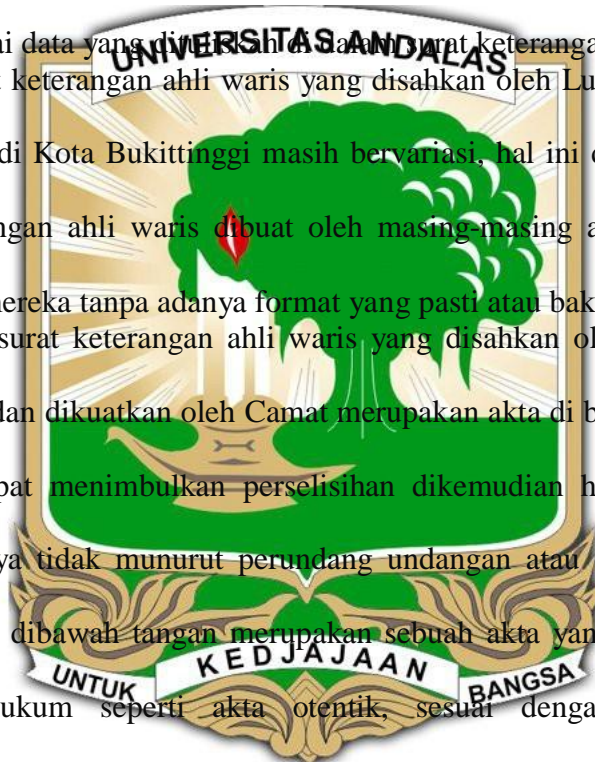 ai data yang dituliskan di dalam surat keteranga
UNIVERSITAS ANDALAS
t keterangan ahli waris yang disahkan oleh Lu
di Kota Bukittinggi masih bervariasi, hal ini
ngan ahli waris dibuat oleh masing-masing a
mereka tanpa adanya format yang pasti atau bak
surat keterangan ahli waris yang disahkan ol
dan dikuatkan oleh Camat merupakan akta di b
pat menimbulkan perselisihan dikemudian h
ya tidak munurut perundang undangan atau
dibawah tangan merupakan sebuah akta yan
UNTUK KEDJAJAAN BANGSA
ukum seperti akta otentik, sesuai denga